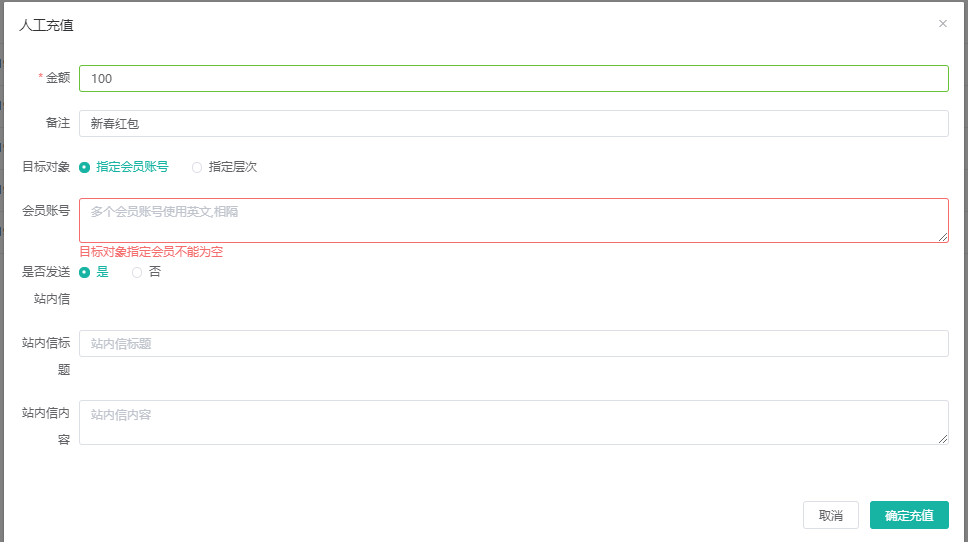 人工充值
* 金额 100
备注 新春红包
目标对象 指定会员账号 指定层次
会员账号 多个会员账号使用英文,相隔
目标对象指定会员不能为空
是否发送 是 否
站内信
站内信标 站内信标题
题
站内信内 站内信内容
容
取消 确定充值